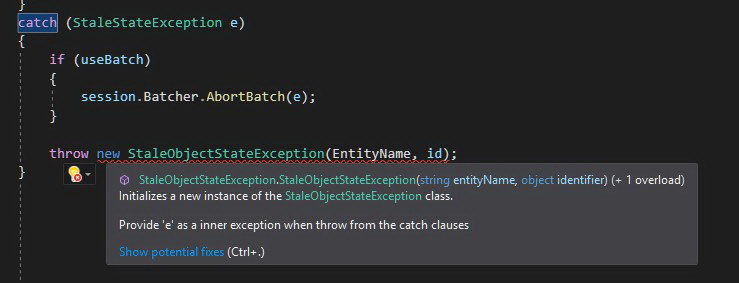 }
catch (StaleStateException e)
{
if (useBatch)
{
session.Batcher.AbortBatch(e);
}
throw new StaleObjectStateException(EntityName, id);
}
StaleObjectStateException.StaleObjectStateException(string entityName, object identifier) (+ 1 overload)
Initializes a new instance of the StaleObjectStateException class.
Provide 'e' as a inner exception when throw from the catch clauses
Show potential fixes (Ctrl+.)